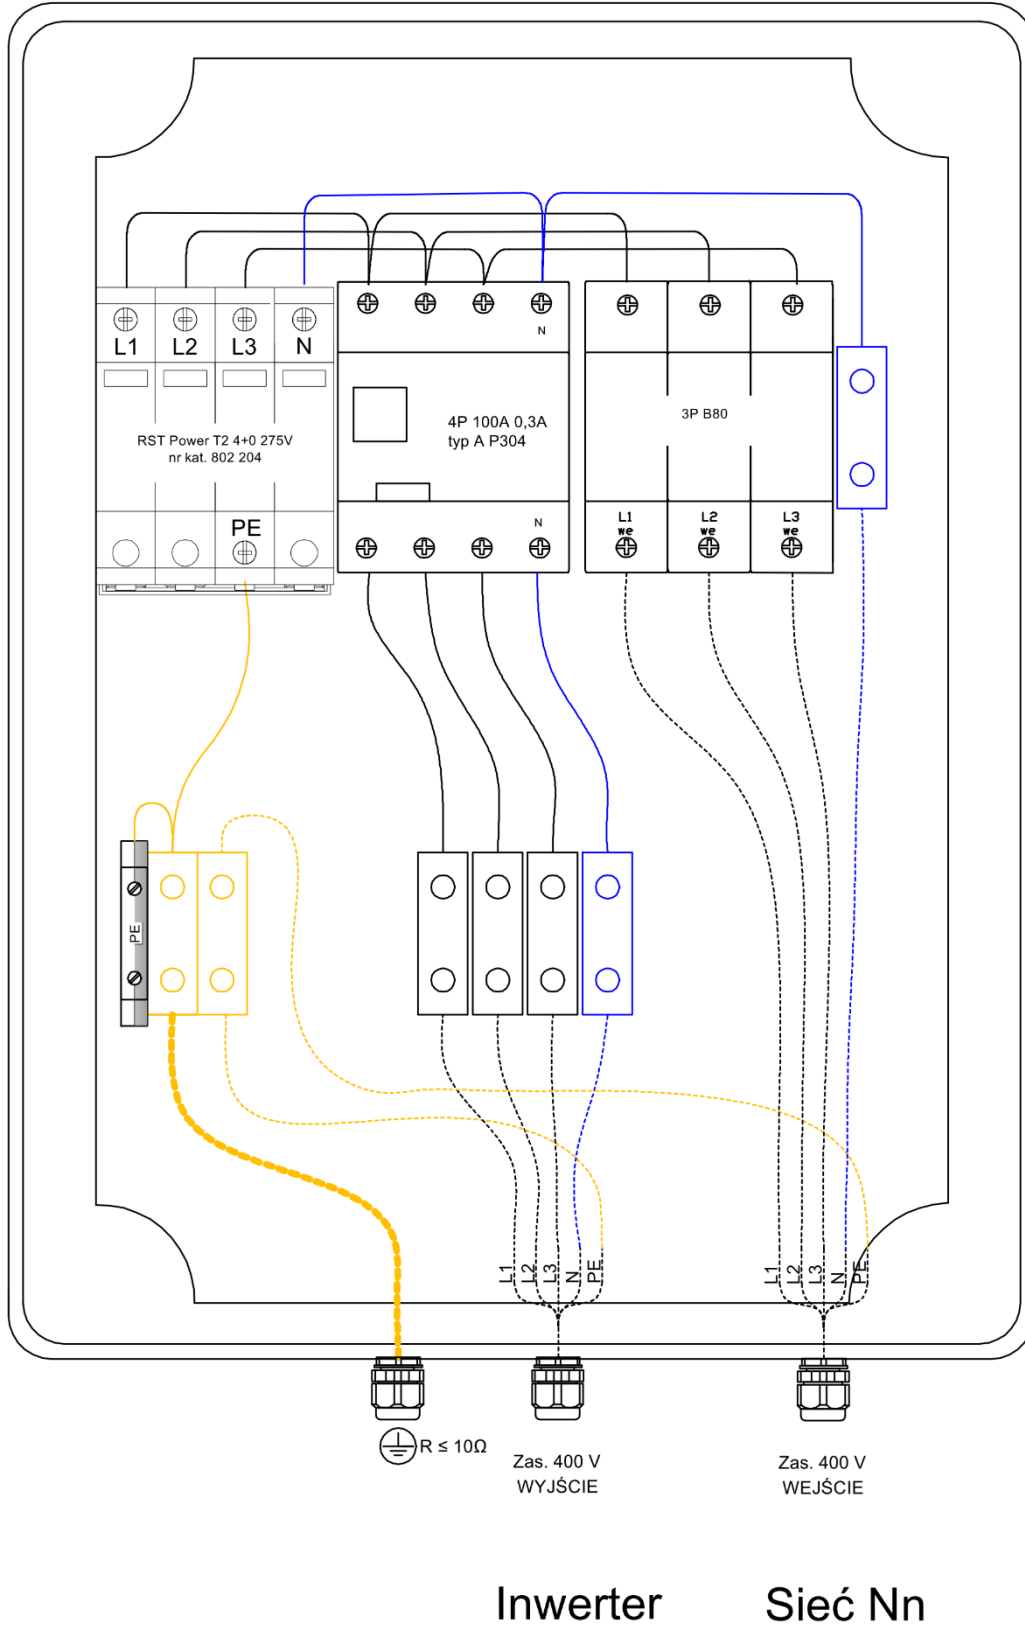 L1 L2 L3 N
RST Power T2 4+0 275V
nr kat. 802 204
PE
N
4P 100A 0,3A
typ A P304
N
3P B80
L1 L2 L3
we we we
PE
L1 L2 L3 N PE
L1 L2 L3 N PE
R ≤ 10Ω
Zas. 400 V
WYJŚCIE
Zas. 400 V
WEJŚCIE
Inwerter
Sieć Nn